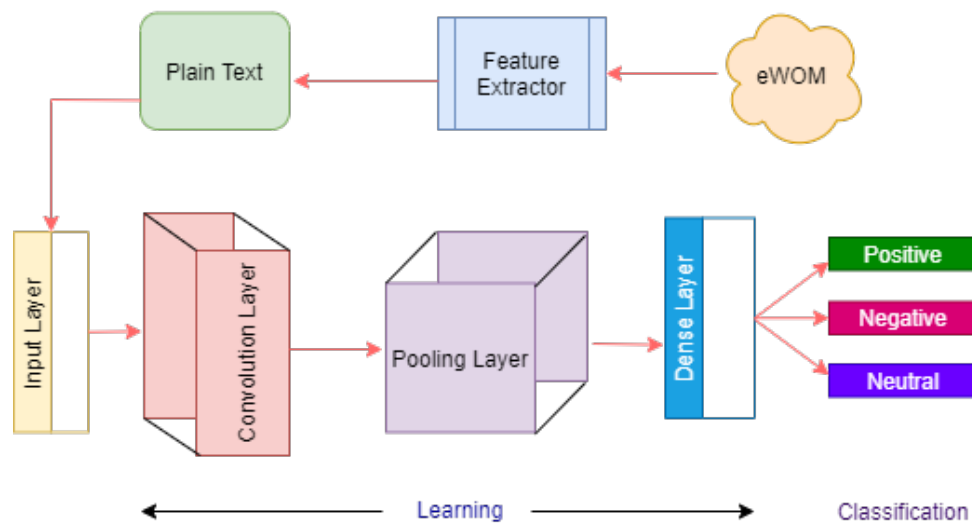 Plain Text
Feature
Extractor
eWOM
Input Layer
Convolution Layer
Pooling Layer
Dense Layer
Positive
Negative
Neutral
Learning
Classification